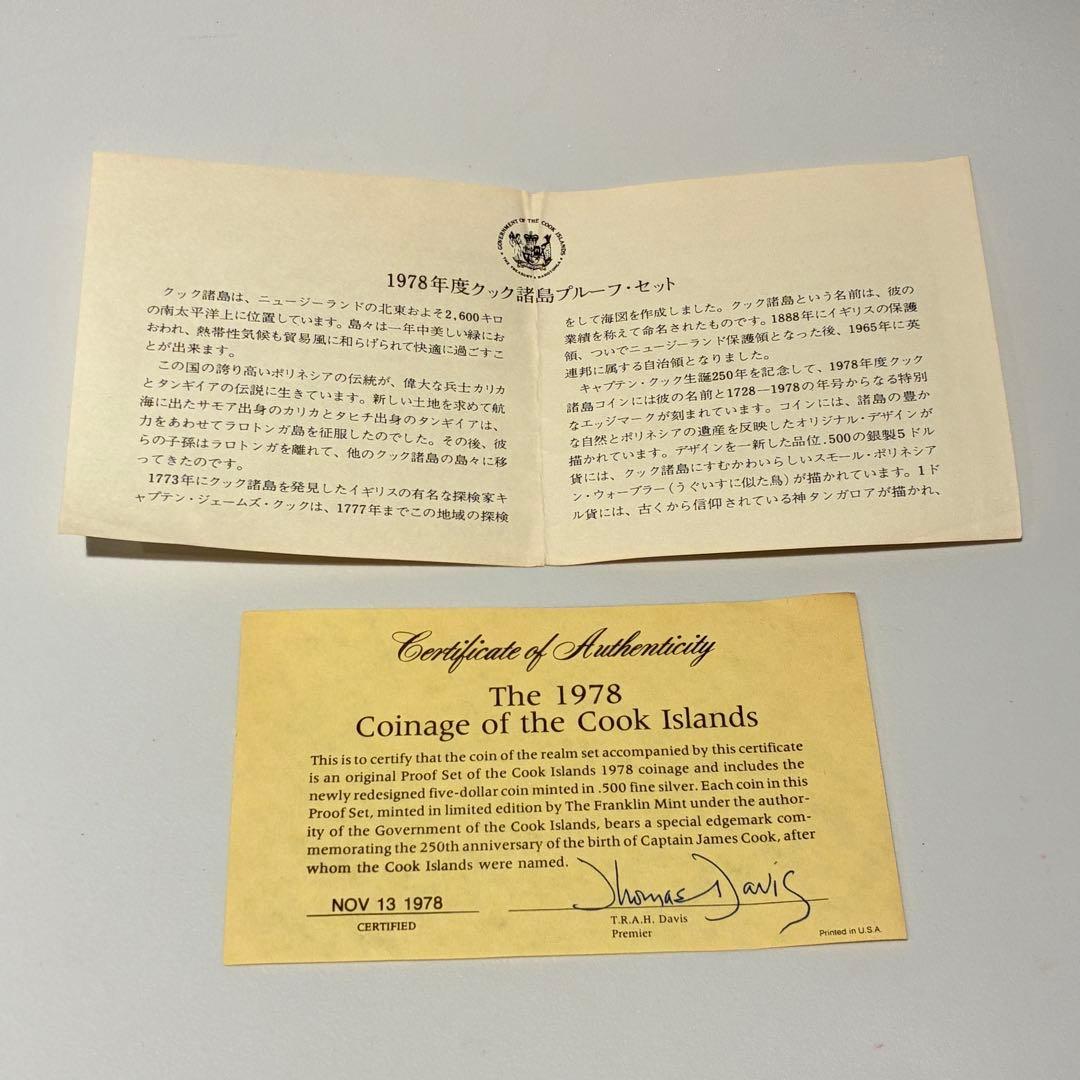 GOVERNMENT OF THE COOK ISLANDS
1978年度クック諸島プルーフ・セット
クック諸島は、ニュージーランドの北東およそ2,600キロ
の南太平洋上に位置しています。島々は一年中美しい緑にお
おわれ、熱帯性気候も貿易風に和らげられて快適に過ごすこ
とが出来ます。
この国の誇り高いポリネシアの伝統が、偉大な兵士カリカ
とタンギイアの伝説に生きています。新しい土地を求めて航
海に出たサモア出身のカリカとタヒチ出身のタンギイアは、
力をあわせてラロトンガ島を征服したのでした。その後、彼
らの子孫はラロトンガを離れて、他のクック諸島の島々に移
ってきたのです。
1773年にクック諸島を発見したイギリスの有名な探検家キ
ャプテン・ジェームズ・クックは、1777年までこの地域の探検
をして海図を作成しました。クック諸島という名前は、彼の
業績を称えて命名されたものです。1888年にイギリスの保護
領、ついでニュージーランド保護領となった後、1965年に英
連邦に属する自治領となりました。
キャプテン・クック生誕250年を記念して、1978年度クック
諸島コインには彼の名前と1728―1978の年号からなる特別
なエッジマークが刻まれています。コインには、諸島の豊か
な自然とポリネシアの遺産を反映したオリジナル・デザインが
描かれています。デザインを一新した品位.500の銀製5ドル
貨には、クック諸島にすむかわいらしいスモール・ポリネシア
ン・ウォーブラー(うぐいすに似た鳥)が描かれています。1ド
ル貨には、古くから信仰されている神タンガロアが描かれ、
Certificate of Authenticity
The 1978
Coinage of the Cook Islands
This is to certify that the coin of the realm set accompanied by this certificate
is an original Proof Set of the Cook Islands 1978 coinage and includes the
newly redesigned five-dollar coin minted in .500 fine silver. Each coin in this
Proof Set, minted in limited edition by The Franklin Mint under the author-
ity of the Government of the Cook Islands, bears a special edgemark com-
memorating the 250th anniversary of the birth of Captain James Cook, after
whom the Cook Islands were named.
Thomas Davis
NOV 13 1978
CERTIFIED
T.R.A.H. Davis
Premier
Printed in U.S.A.